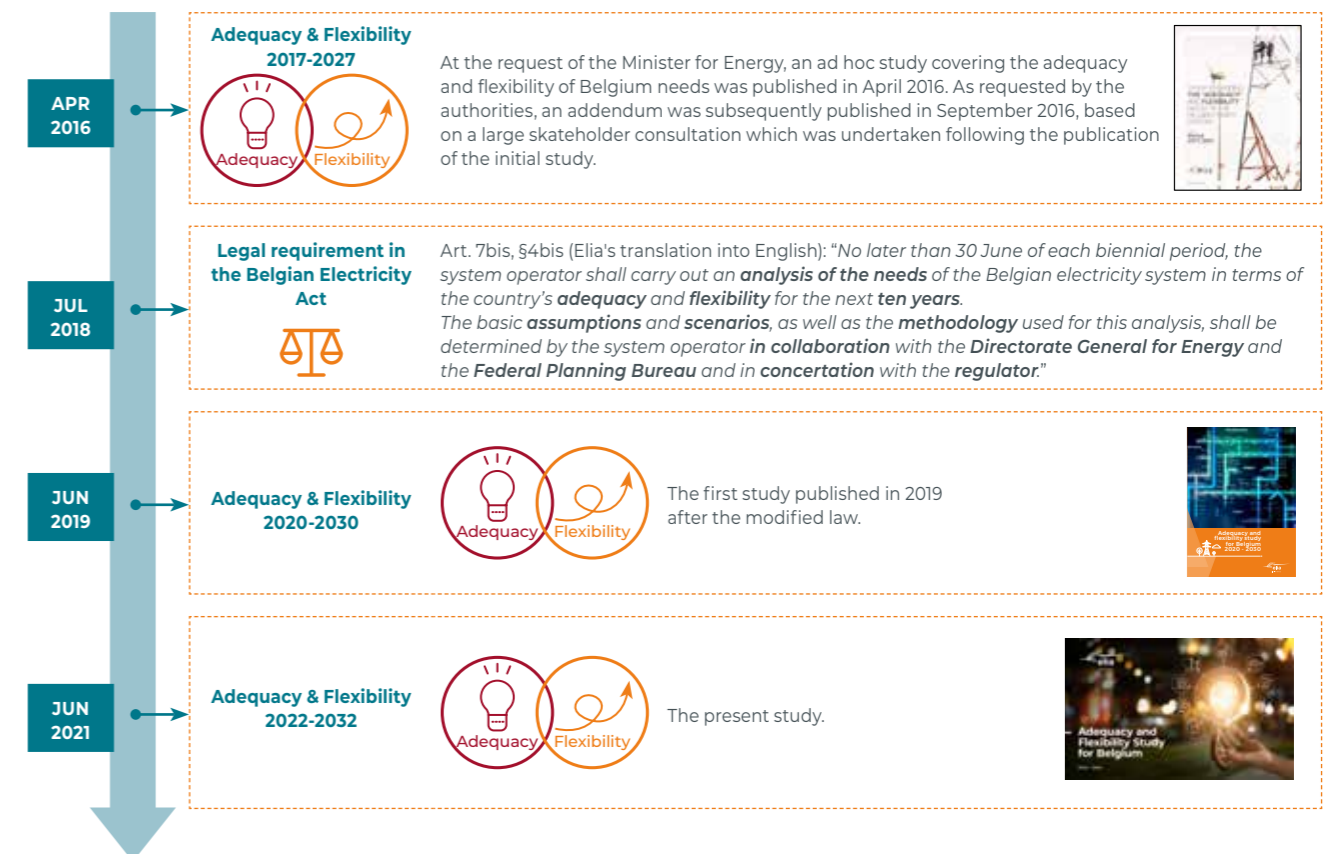 Adequacy & Flexibility
2017-2027
Adequacy
Flexibility
APR
2016
At the request of the Minister for Energy, an ad hoc study covering the adequacy
and flexibility of Belgium needs was published in April 2016. As requested by the
authorities, an addendum was subsequently published in September 2016, based
on a large skateholder consultation which was undertaken following the publication
of the initial study.
JUL
2018
Legal requirement in
the Belgian Electricity
Act
Art. 7bis, §4bis (Elia's translation into English): “No later than 30 June of each biennial period, the
system operator shall carry out an analysis of the needs of the Belgian electricity system in terms of
the country’s adequacy and flexibility for the next ten years.
The basic assumptions and scenarios, as well as the methodology used for this analysis, shall be
determined by the system operator in collaboration with the Directorate General for Energy and
the Federal Planning Bureau and in concertation with the regulator.”
JUN
2019
Adequacy & Flexibility
2020-2030
Adequacy
Flexibility
The first study published in 2019
after the modified law.
Adequacy and
flexibility study
for Belgium
2020 - 2030
JUN
2021
Adequacy & Flexibility
2022-2032
Adequacy
Flexibility
The present study.
elia
Adequacy and
Flexibility Study
for Belgium